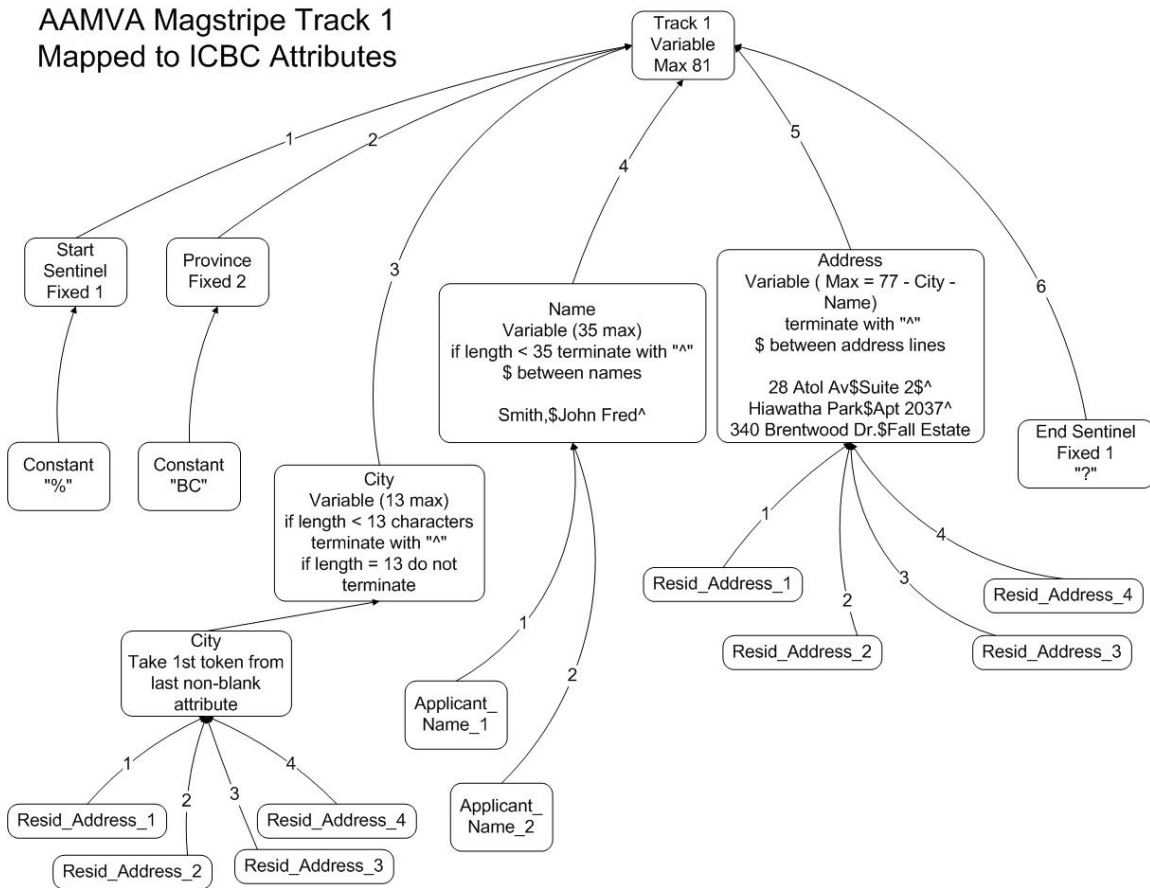 AAMVA Magstripe Track 1
Mapped to ICBC Attributes
Track 1
Variable
Max 81
1
2
3
4
5
6
Start
Sentinel
Fixed 1
Province
Fixed 2
Constant
"%"
Constant
"BC"
City
Variable (13 max)
if length < 13 characters
terminate with "^"
if length = 13 do not
terminate
Name
Variable (35 max)
if length < 35 terminate with "^"
$ between names
Smith,$John Fred^
Address
Variable ( Max = 77 - City -
Name)
terminate with "^"
$ between address lines
28 Atol Av$Suite 2$^
Hiawatha Park$Apt 2037^
340 Brentwood Dr.$Fall Estate
End Sentinel
Fixed 1
"?"
City
Take 1st token from
last non-blank
attribute
1
2
3
4
Resid_Address_1
Resid_Address_2
Resid_Address_3
Resid_Address_4
1
2
Applicant_
Name_1
Applicant_
Name_2
1
2
3
4
Resid_Address_1
Resid_Address_2
Resid_Address_3
Resid_Address_4